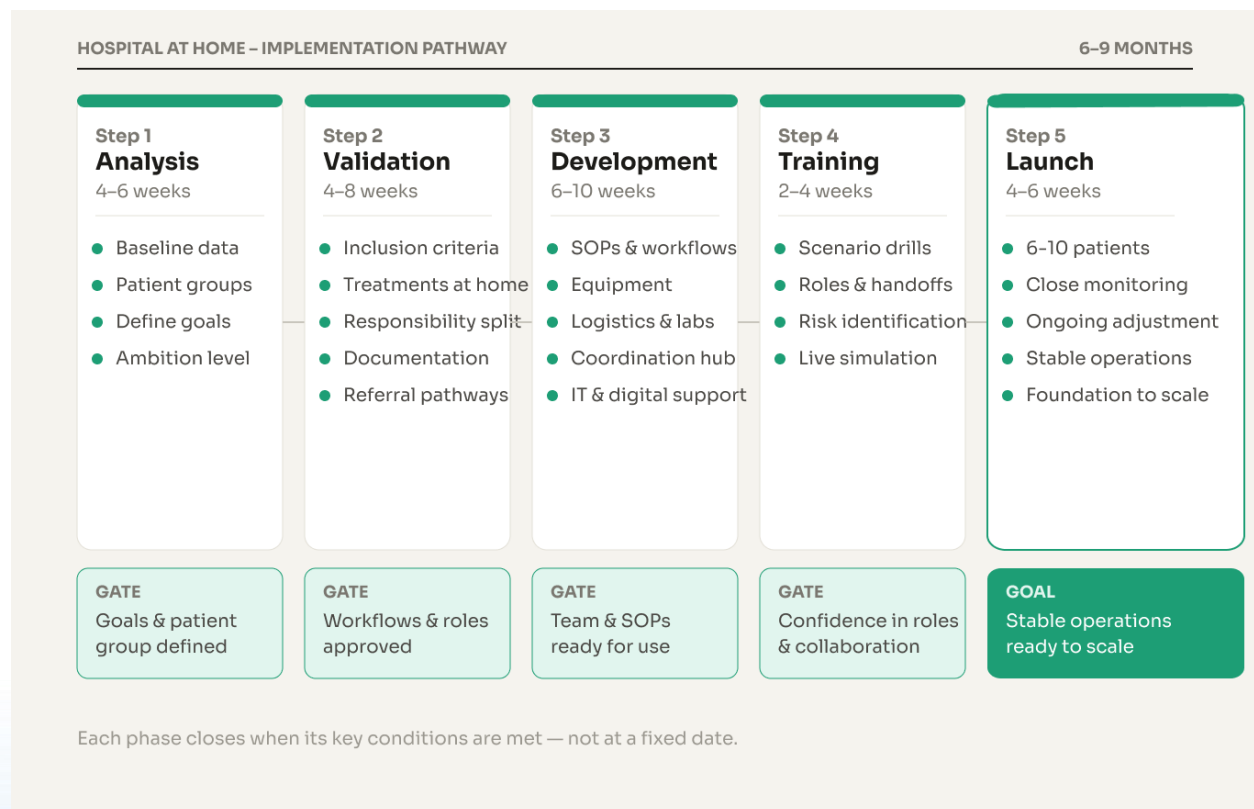 HOSPITAL AT HOME – IMPLEMENTATION PATHWAY
6–9 MONTHS
Step 1
Analysis
4–6 weeks
Baseline data
Patient groups
Define goals
Ambition level
GATE
Goals & patient
group defined
Step 2
Validation
4–8 weeks
Inclusion criteria
Treatments at home
Responsibility split
Documentation
Referral pathways
GATE
Workflows & roles
approved
Step 3
Development
6–10 weeks
SOPs & workflows
Equipment
Logistics & labs
Coordination hub
IT & digital support
GATE
Team & SOPs
ready for use
Step 4
Training
2–4 weeks
Scenario drills
Roles & handoffs
Risk identification
Live simulation
GATE
Confidence in roles
& collaboration
Step 5
Launch
4–6 weeks
6-10 patients
Close monitoring
Ongoing adjustment
Stable operations
Foundation to scale
GOAL
Stable operations
ready to scale
Each phase closes when its key conditions are met — not at a fixed date.